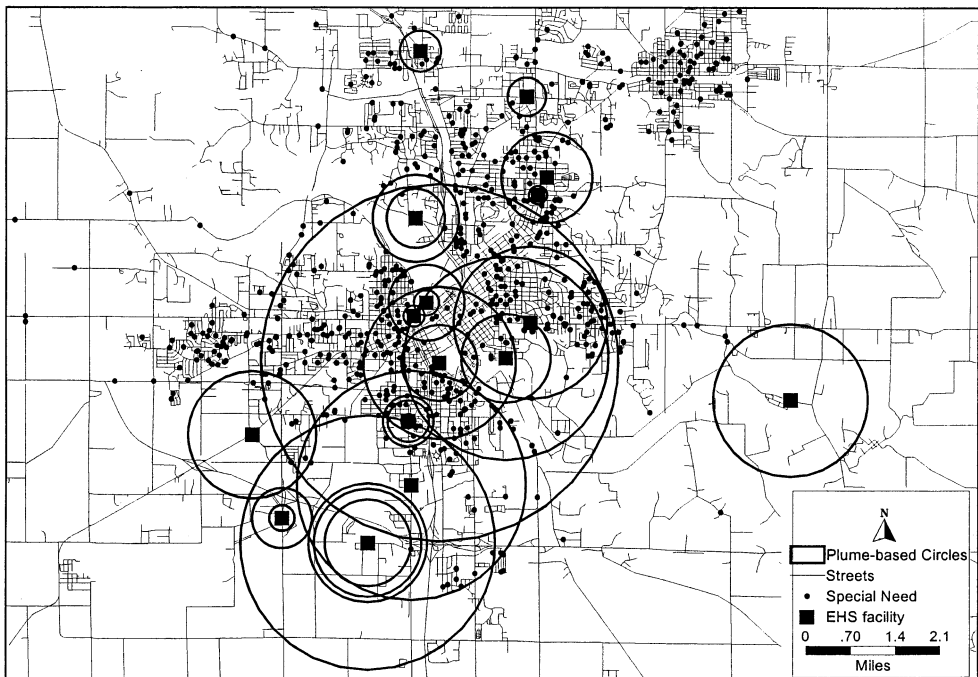 N
Plume-based Circles
Streets
Special Need
EHS facility
0 .70 1.4 2.1
Miles